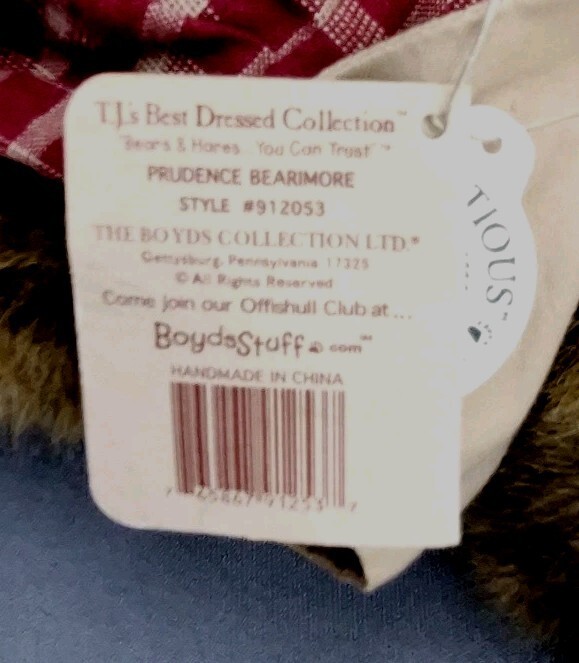 T.J.'s Best Dressed Collection™
"Bears & Hares You Can Trust"™
PRUDENCE BEARIMORE
STYLE #912053
THE BOYDS COLLECTION LTD.®
Gettysburg, Pennsylvania 17325
© All Rights Reserved
Come join our Offishull Club at...
BoydsStuff.com™
HANDMADE IN CHINA
TIOUS™